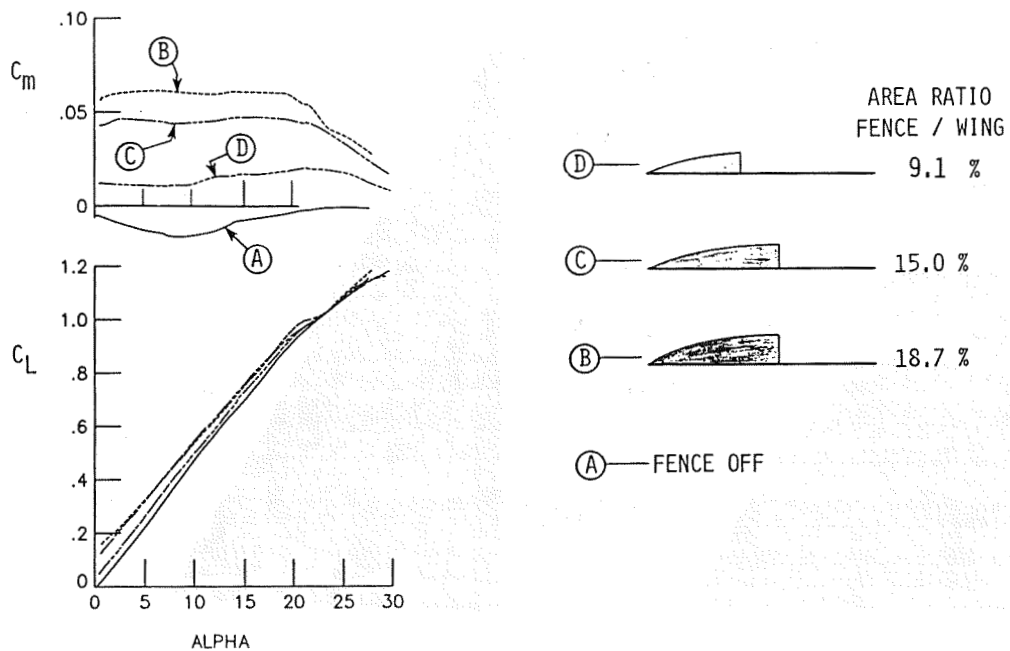 .10
B
Cm
.05
C
D
0
A
1.2
1.0
CL
.8
.6
.4
.2
0
0 5 10 15 20 25 30
ALPHA
AREA RATIO
FENCE / WING
D 9.1 %
C 15.0 %
B 18.7 %
A FENCE OFF